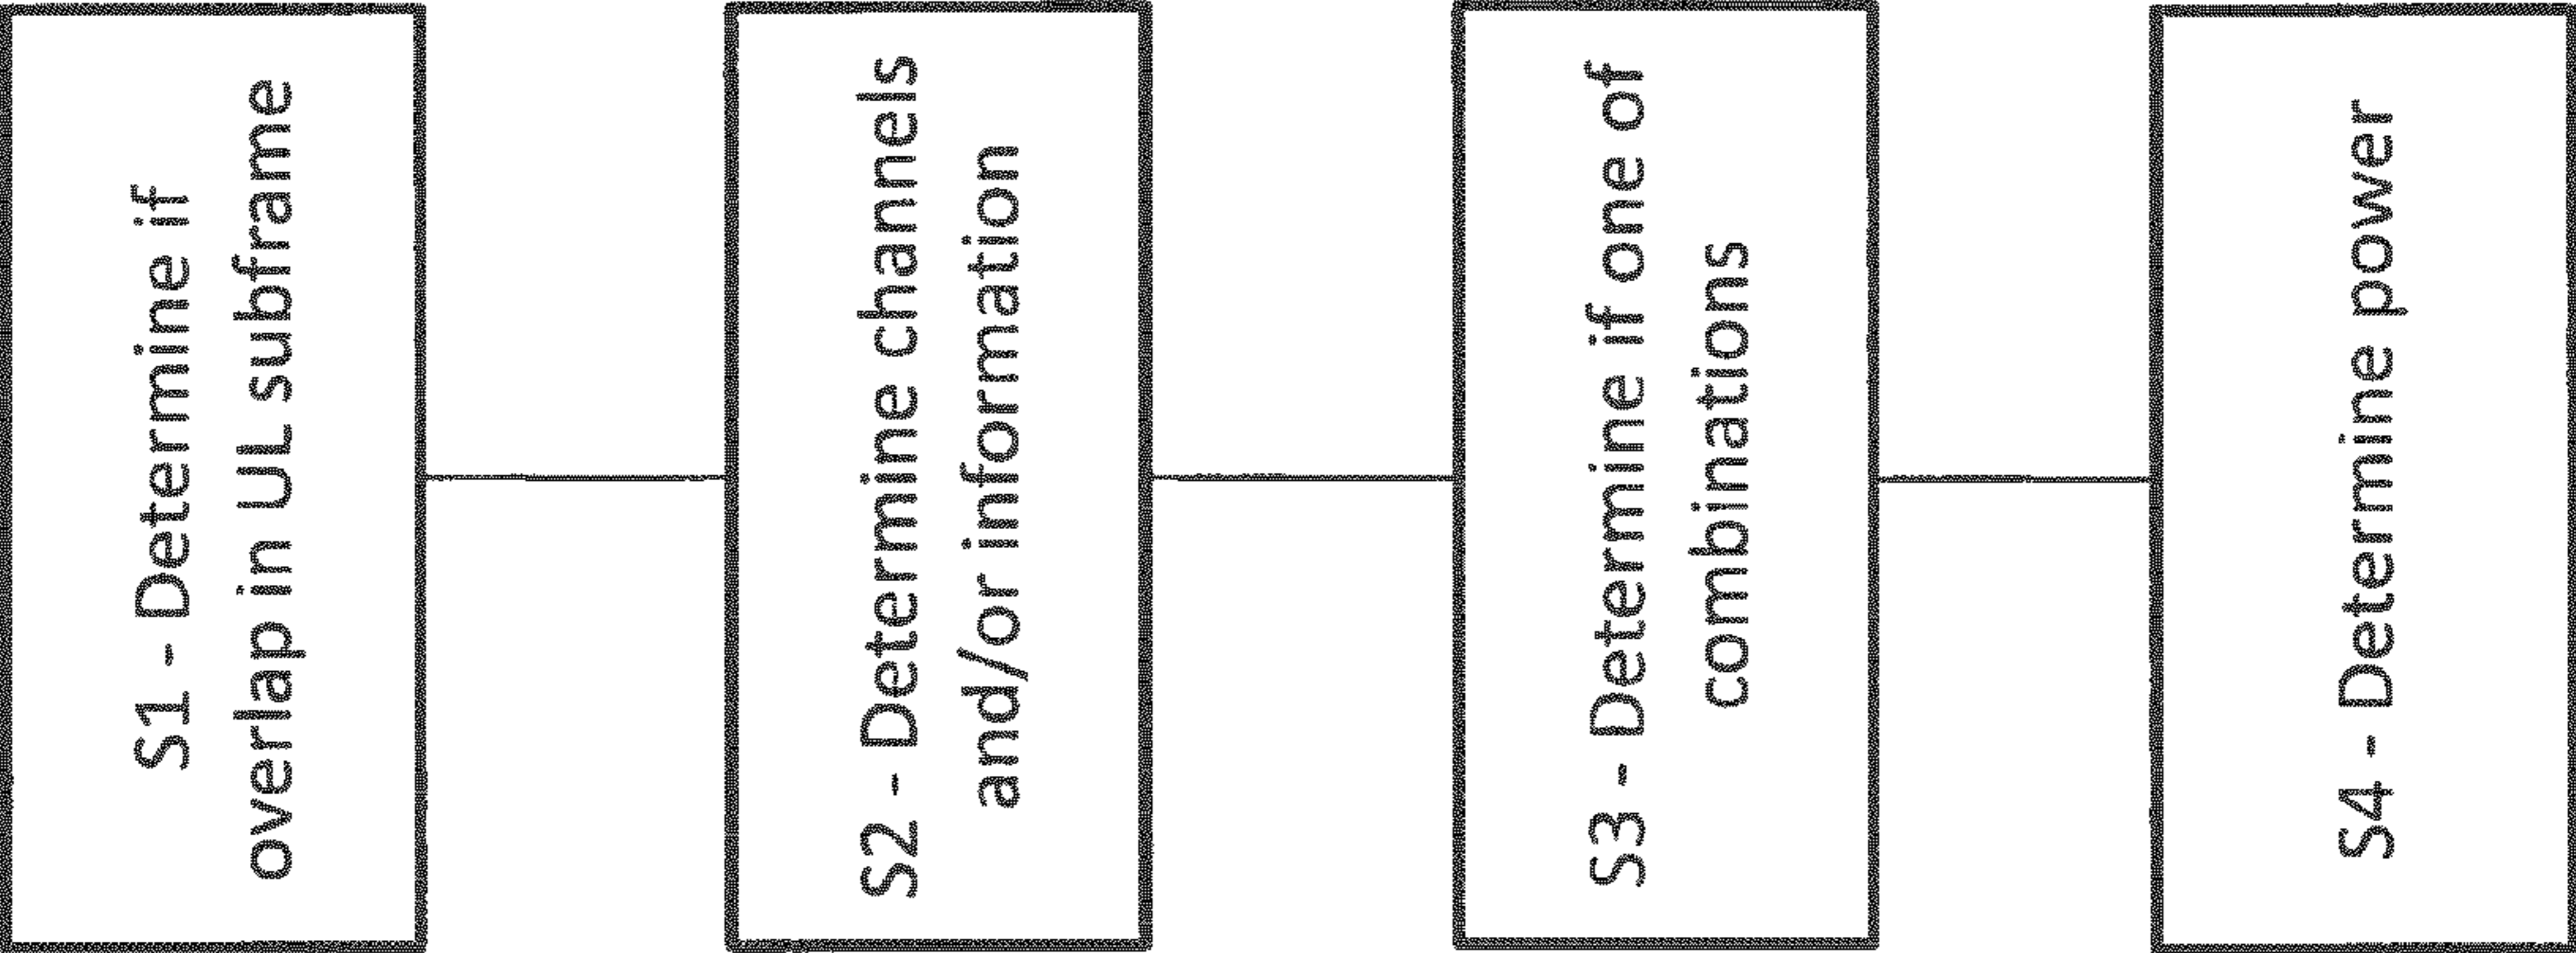 S1 - Determine if
overlap in UL subframe
S2 - Determine channels
and/or information
S3 - Determine if one of
combinations
S4 - Determine power